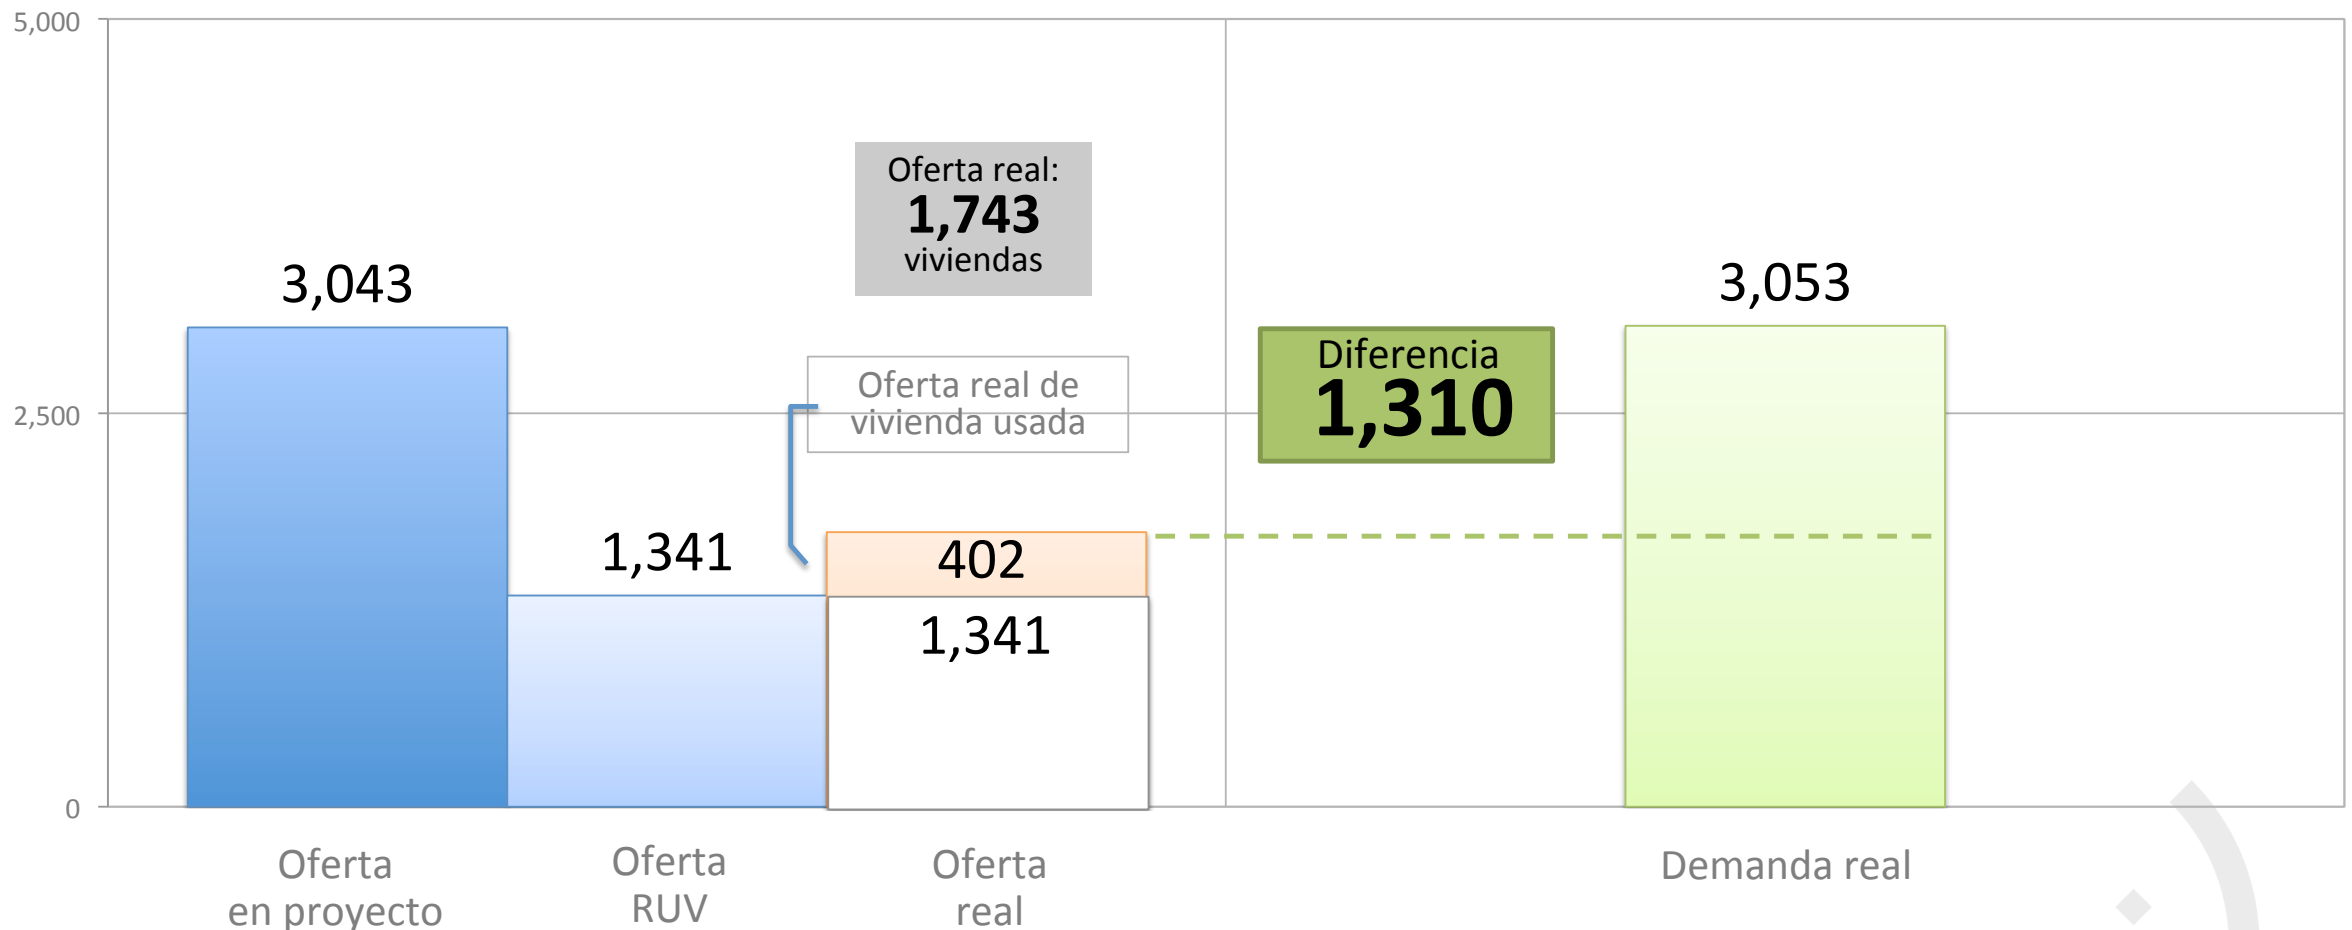 5,000
2,500
0
Oferta real:
1,743
viviendas
3,043
Oferta real de
vivienda usada
1,341
402
1,341
Diferencia
1,310
3,053
Oferta
en proyecto
Oferta
RUV
Oferta
real
Demanda real